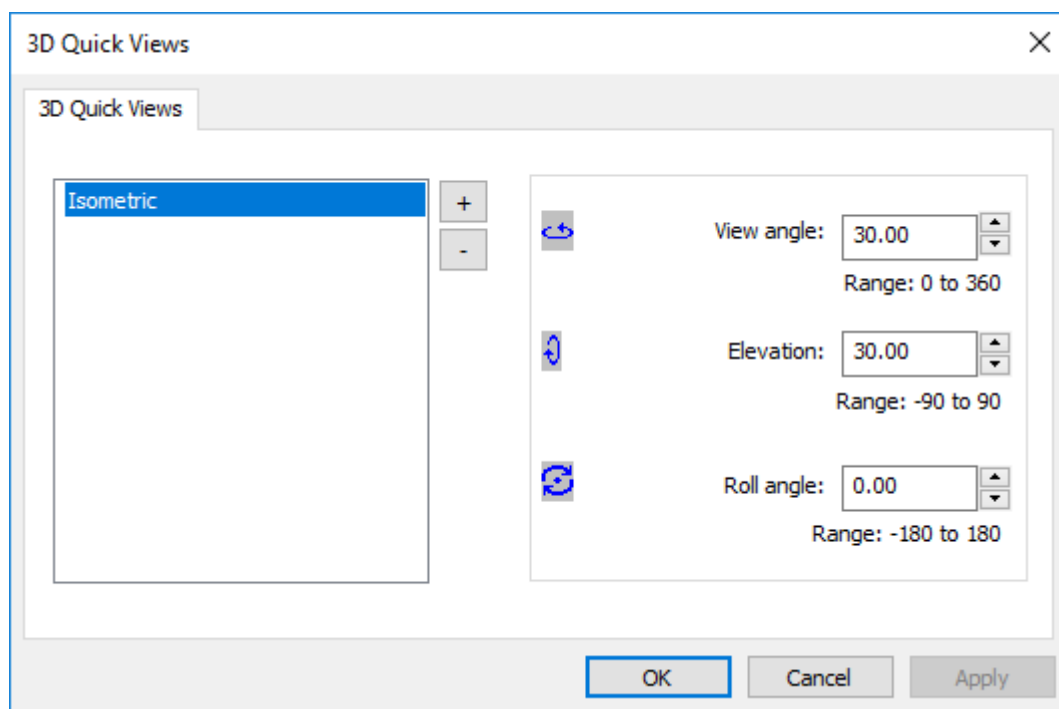 3D Quick Views
3D Quick Views
Isometric
+
-
View angle: 30.00
Range: 0 to 360
Elevation: 30.00
Range: -90 to 90
Roll angle: 0.00
Range: -180 to 180
OK Cancel Apply